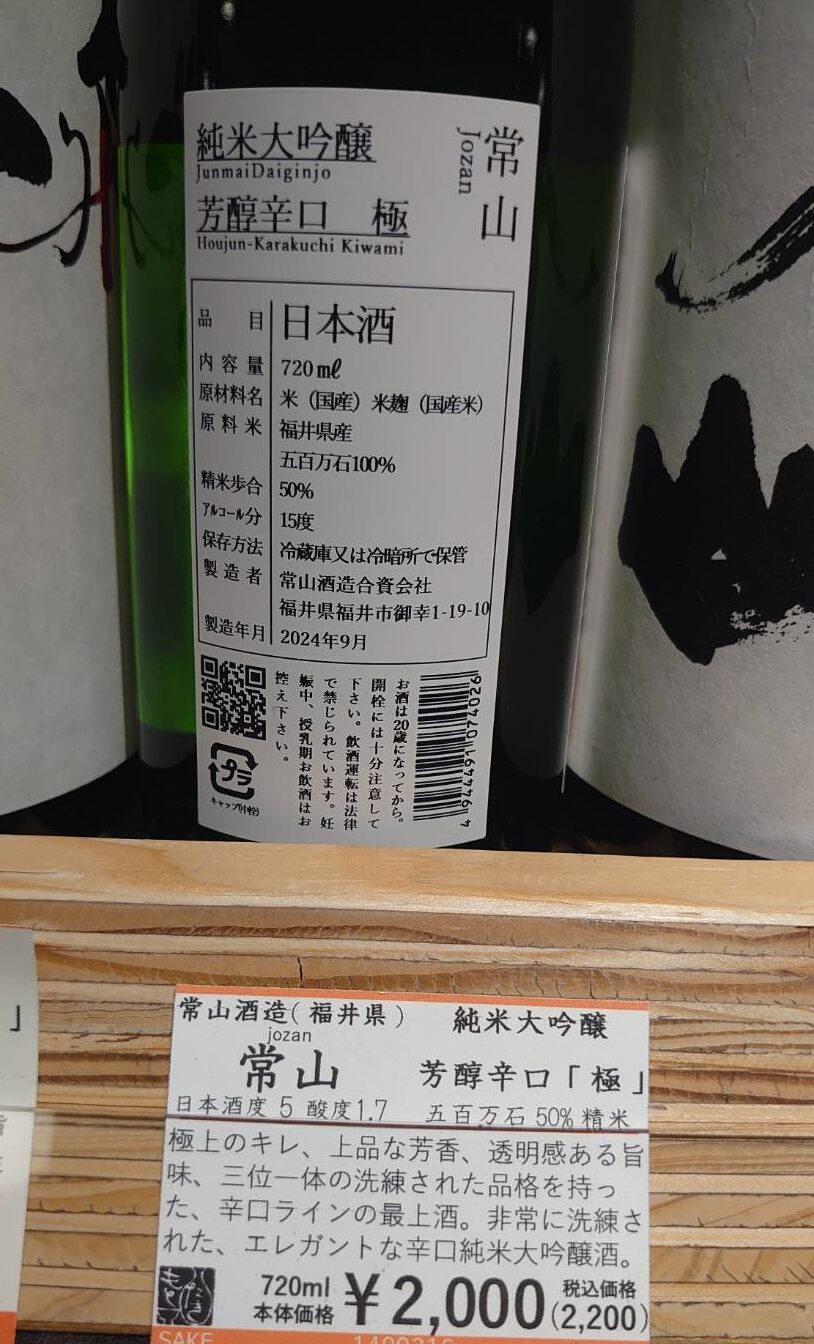 常山
Jozan
純米大吟醸
JunmaiDaiginjo
芳醇辛口 極
Houjun-Karakuchi Kiwami
品目 日本酒
内容量 720㎖
原材料名 米（国産）米麹（国産米）
原料米 福井県産
五百万石100%
精米歩合 50%
アルコール分 15度
保存方法 冷蔵庫又は冷暗所で保管
製造者 常山酒造合資会社
福井県福井市御幸1-19-10
製造年月 2024年9月
お酒は20歳になってから。
開栓には十分注意して
下さい。飲酒運転は法律
で禁じられています。妊
娠中、授乳期お飲酒はお
控え下さい。
プラ
キャップ(中栓)
4 944491 074026
常山酒造(福井県) 純米大吟醸
jozan
常山 芳醇辛口「極」
日本酒度 5 酸度1.7 五百万石 50% 精米
極上のキレ、上品な芳香、透明感ある旨
味、三位一体の洗練された品格を持っ
た、辛口ラインの最上酒。非常に洗練さ
れた、エレガントな辛口純米大吟醸酒。
720ml 本体価格 ￥2,000 税込価格 (2,200)
SAKE